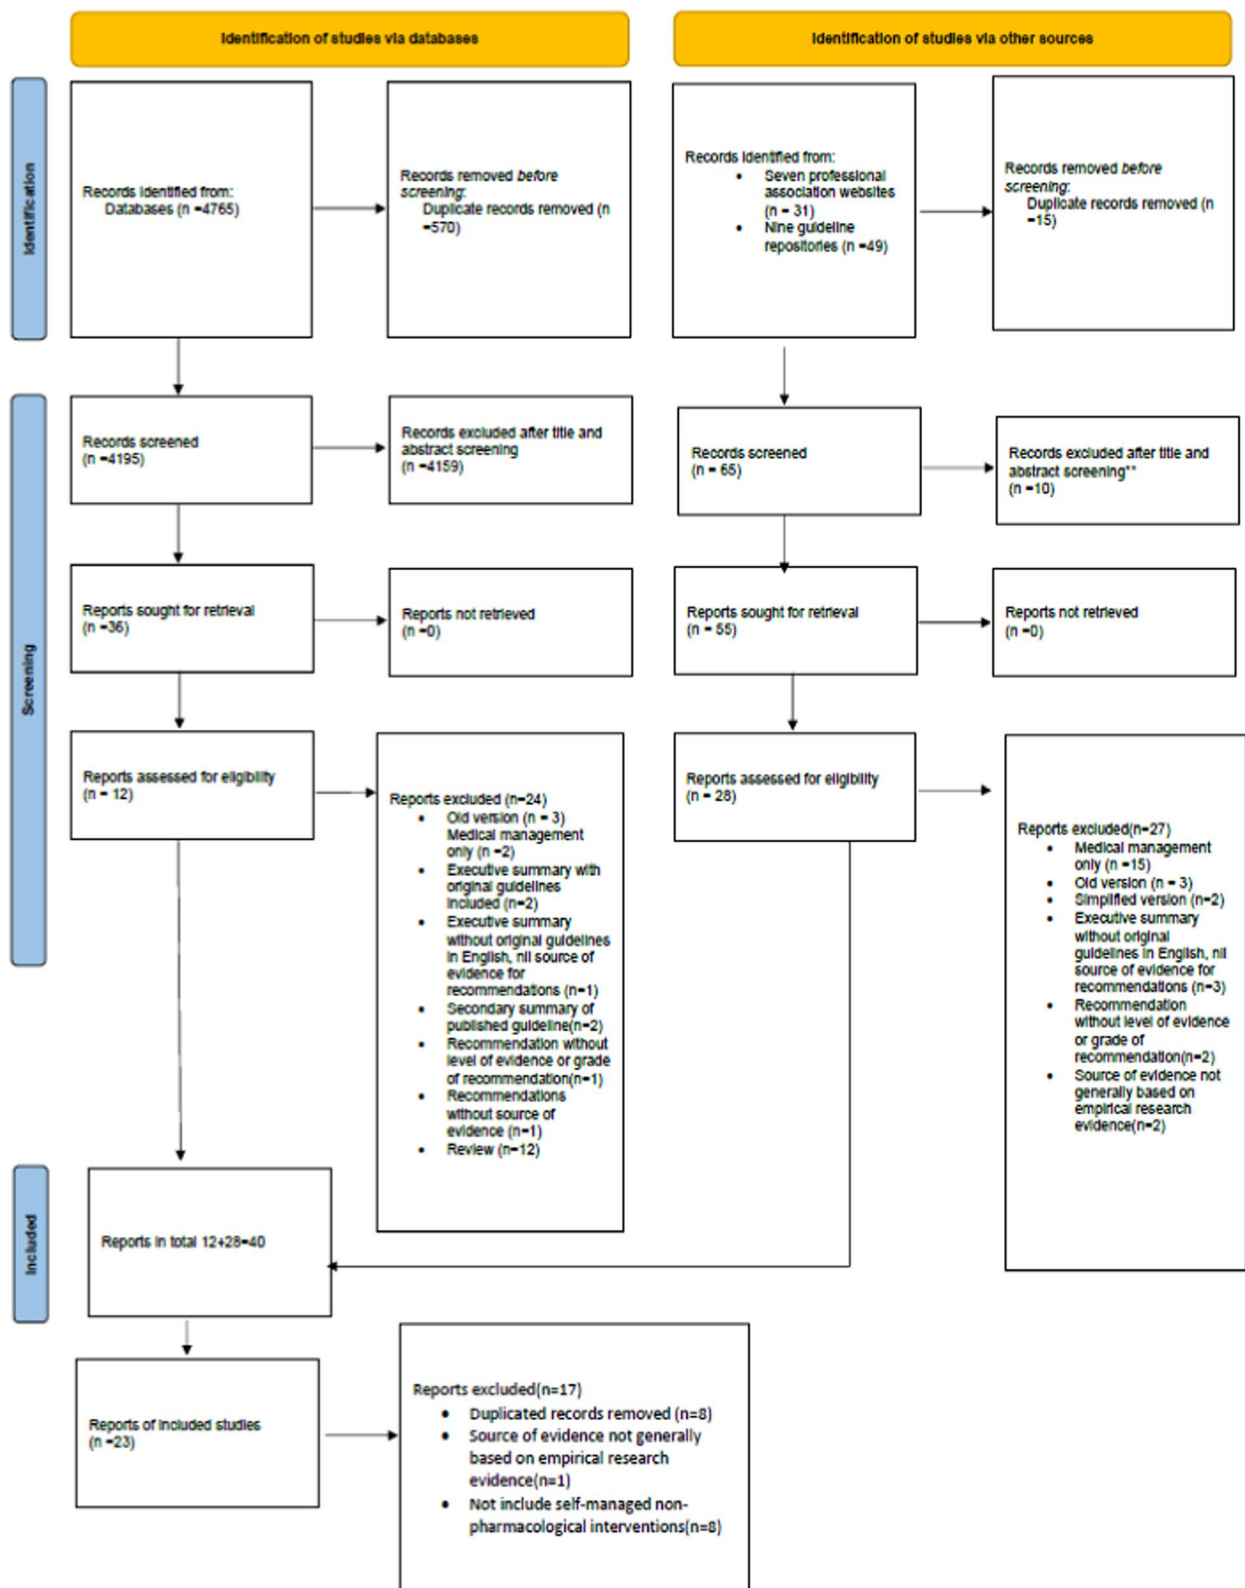 Identification of studies via databases
Identification of studies via other sources
Identification
Records identified from:
Databases (n =4765)
Records removed before
screening:
Duplicate records removed (n
=570)
Records identified from:
• Seven professional
association websites
(n = 31)
• Nine guideline
repositories (n =49)
Records removed before
screening:
Duplicate records removed (n
=15)
Screening
Records screened
(n =4195)
Records excluded after title and
abstract screening
(n =4159)
Records screened
(n = 65)
Records excluded after title and
abstract screening**
(n =10)
Reports sought for retrieval
(n =36)
Reports not retrieved
(n =0)
Reports sought for retrieval
(n = 55)
Reports not retrieved
(n =0)
Reports assessed for eligibility
(n = 12)
Reports excluded (n=24)
• Old version (n = 3)
Medical management
only (n =2)
• Executive summary with
original guidelines
included (n=2)
• Executive summary
without original guidelines
in English, nil source of
evidence for
recommendations (n=1)
• Secondary summary of
published guideline(n=2)
• Recommendation without
level of evidence or grade
of recommendation(n=1)
• Recommendations
without source of
evidence (n=1)
• Review (n=12)
Reports assessed for eligibility
(n = 28)
Reports excluded(n=27)
• Medical management
only (n =15)
• Old version (n = 3)
• Simplified version (n=2)
• Executive summary
without original
guidelines in English, nil
source of evidence for
recommendations (n=3)
• Recommendation
without level of evidence
or grade of
recommendation(n=2)
• Source of evidence not
generally based on
empirical research
evidence(n=2)
Included
Reports in total 12+28=40
Reports of included studies
(n =23)
Reports excluded(n=17)
• Duplicated records removed (n=8)
• Source of evidence not generally
based on empirical research
evidence(n=1)
• Not include self-managed non-
pharmacological interventions(n=8)